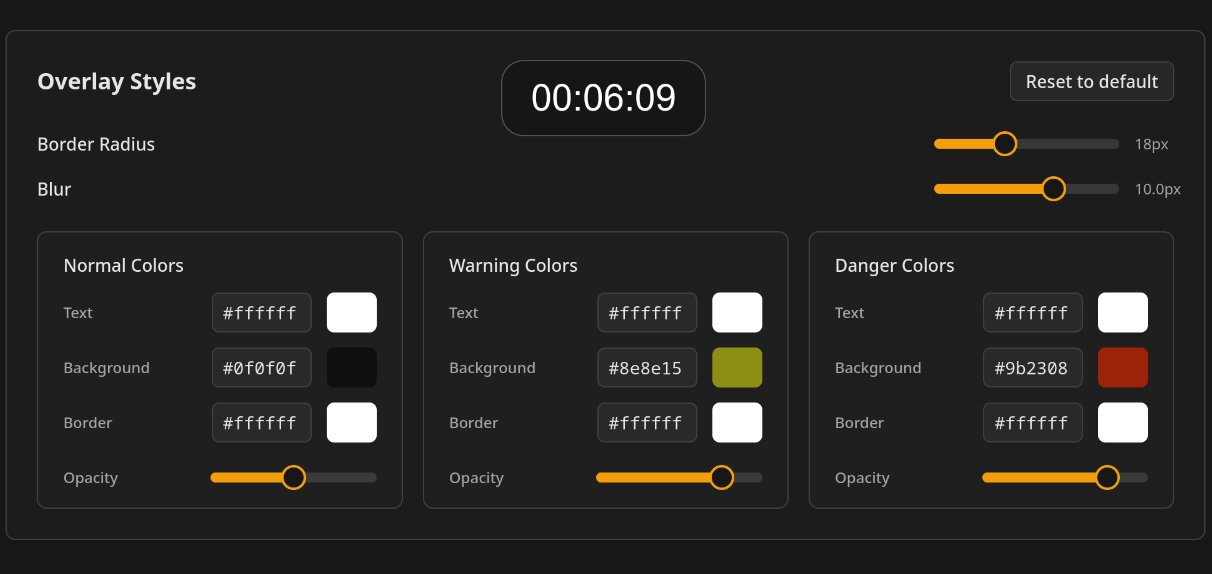 Overlay Styles
00:06:09
Reset to default
Border Radius
18px
Blur
10.0px
Normal Colors
Text
#ffffff
Background
#0f0f0f
Border
#ffffff
Opacity
Warning Colors
Text
#ffffff
Background
#8e8e15
Border
#ffffff
Opacity
Danger Colors
Text
#ffffff
Background
#9b2308
Border
#ffffff
Opacity